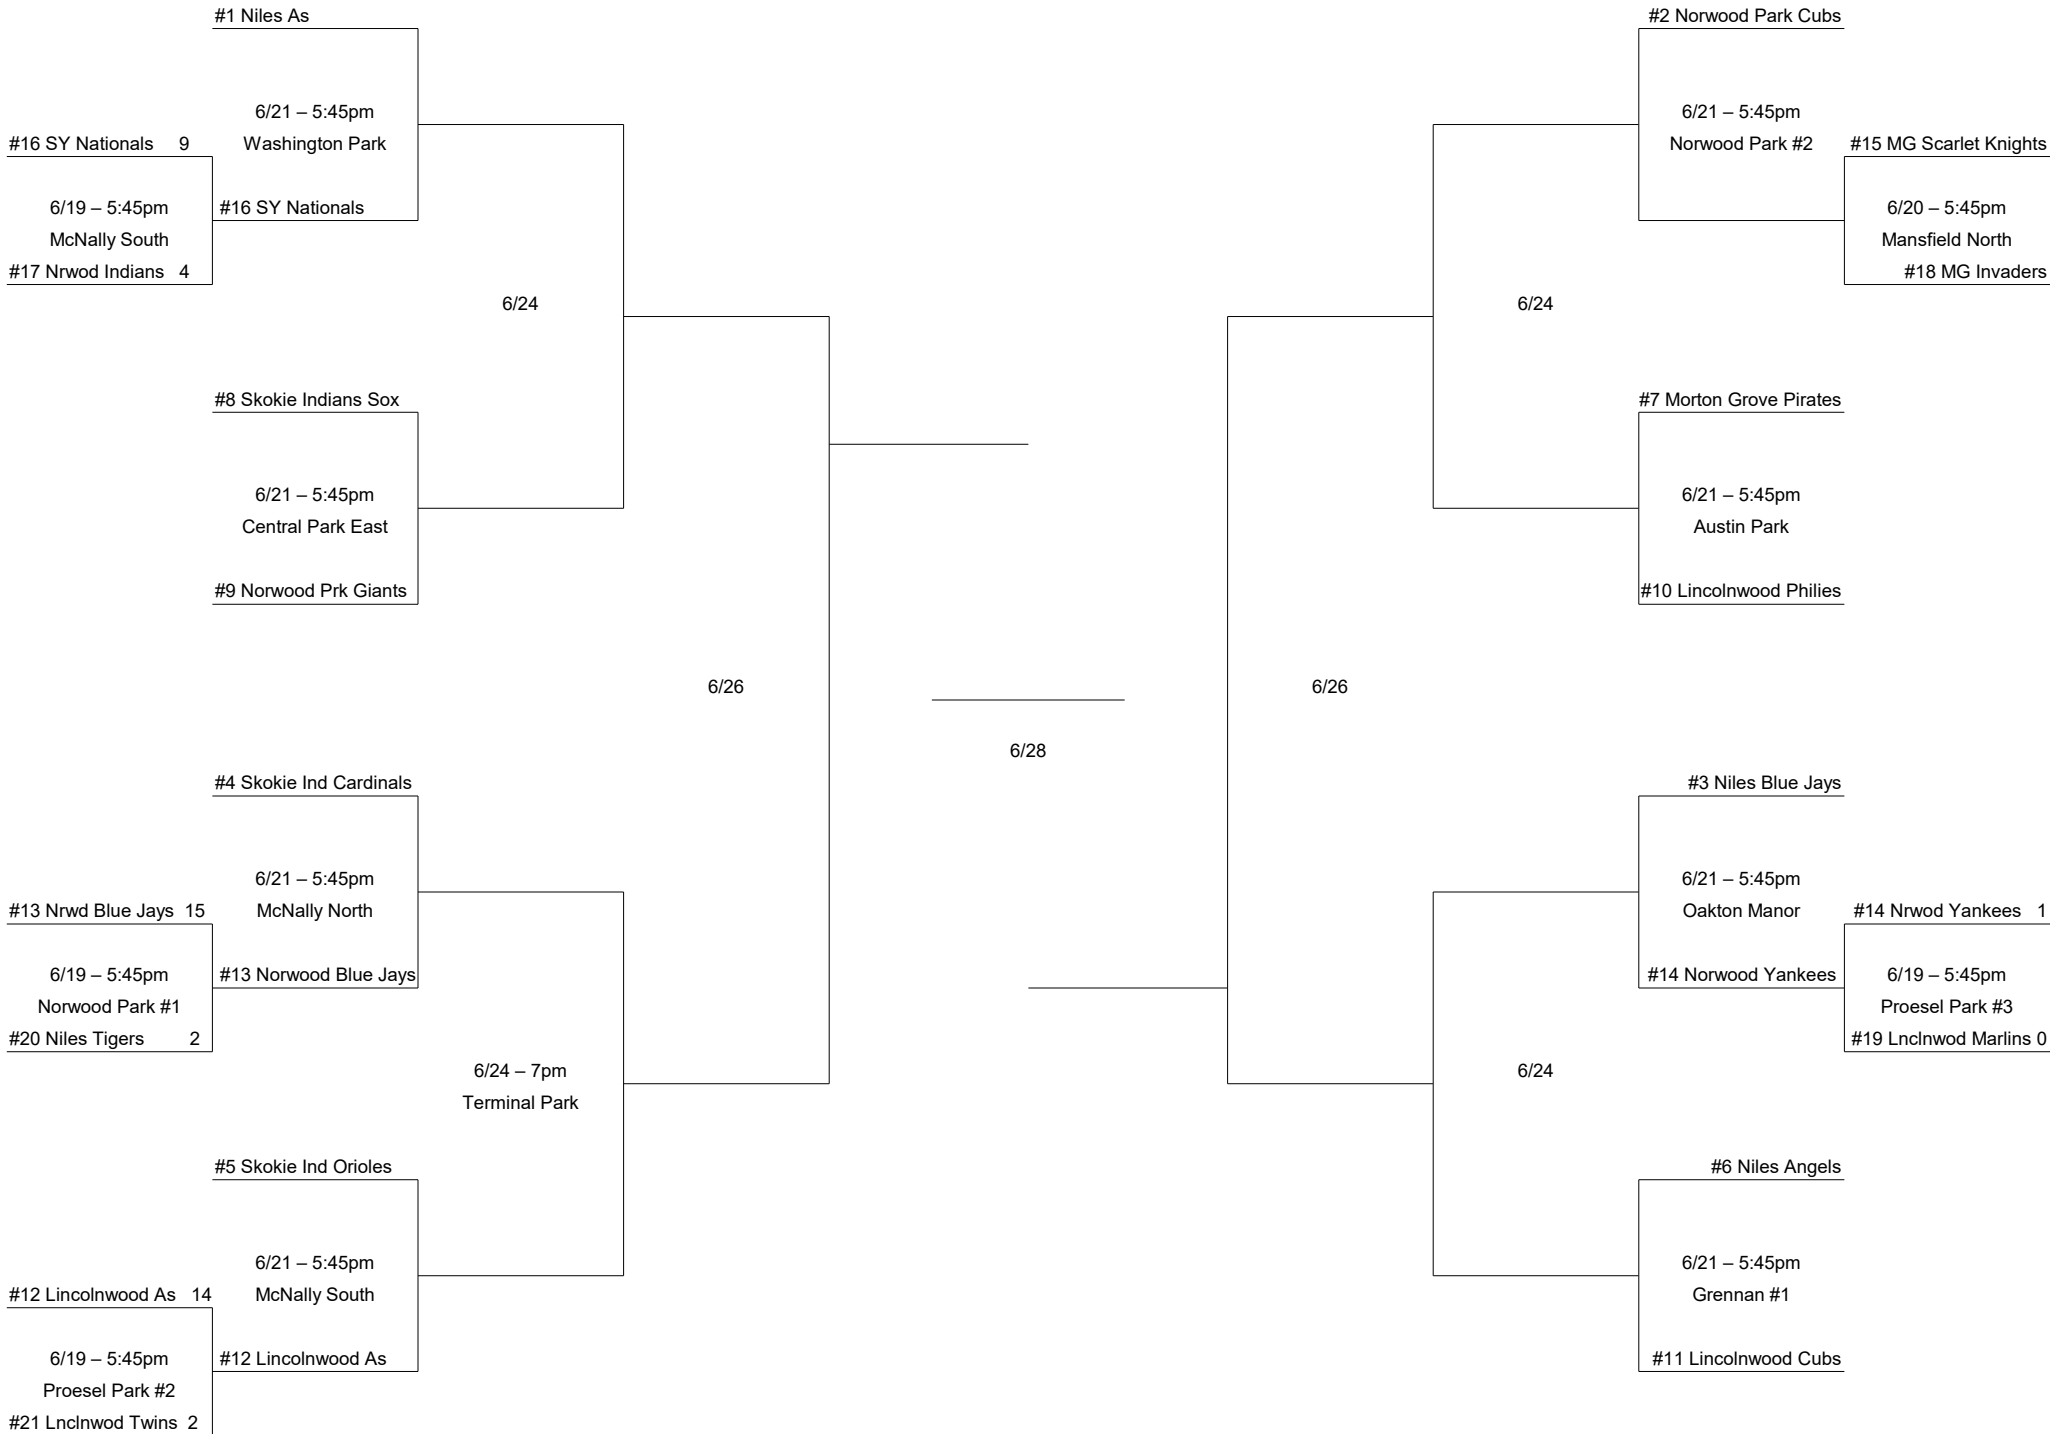 #1 Niles As
6/21 – 5:45pm
Washington Park
#16 SY Nationals 9
6/19 – 5:45pm
McNally South
#17 Nrwod Indians 4
#16 SY Nationals
6/24
#8 Skokie Indians Sox
6/21 – 5:45pm
Central Park East
#9 Norwood Prk Giants
6/26
#4 Skokie Ind Cardinals
6/21 – 5:45pm
McNally North
#13 Nrwd Blue Jays 15
6/19 – 5:45pm
Norwood Park #1
#20 Niles Tigers 2
#13 Norwood Blue Jays
6/24 – 7pm
Terminal Park
#5 Skokie Ind Orioles
6/21 – 5:45pm
McNally South
#12 Lincolnwood As 14
6/19 – 5:45pm
Proesel Park #2
#21 Lnclnwod Twins 2
#12 Lincolnwood As
6/28
#2 Norwood Park Cubs
6/21 – 5:45pm
Norwood Park #2
#15 MG Scarlet Knights
6/20 – 5:45pm
Mansfield North
#18 MG Invaders
6/24
#7 Morton Grove Pirates
6/21 – 5:45pm
Austin Park
#10 Lincolnwood Philies
6/26
#3 Niles Blue Jays
6/21 – 5:45pm
Oakton Manor
#14 Nrwod Yankees 1
6/19 – 5:45pm
Proesel Park #3
#19 Lnclnwod Marlins 0
#14 Norwood Yankees
6/24
#6 Niles Angels
6/21 – 5:45pm
Grennan #1
#11 Lincolnwood Cubs